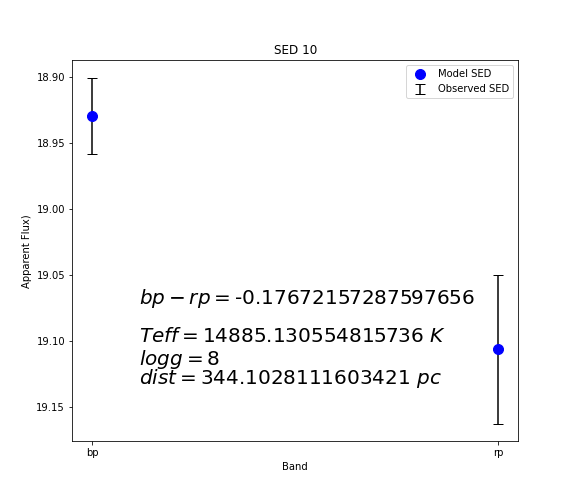 SED 10
Model SED
Observed SED
18.90
18.95
19.00
19.05
19.10
19.15
Apparent Flux)
bp − rp = -0.17672157287597656
Teff = 14885.130554815736 K
logg = 8
dist = 344.1028111603421 pc
bp
rp
Band